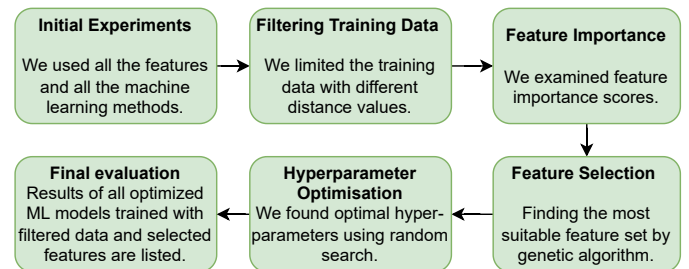 Initial Experiments
We used all the features
and all the machine
learning methods.
Filtering Training Data
We limited the training
data with different
distance values.
Feature Importance
We examined feature
importance scores.
Feature Selection
Finding the most
suitable feature set by
genetic algorithm.
Hyperparameter
Optimisation
We found optimal hyper-
parameters using random
search.
Final evaluation
Results of all optimized
ML models trained with
filtered data and selected
features are listed.